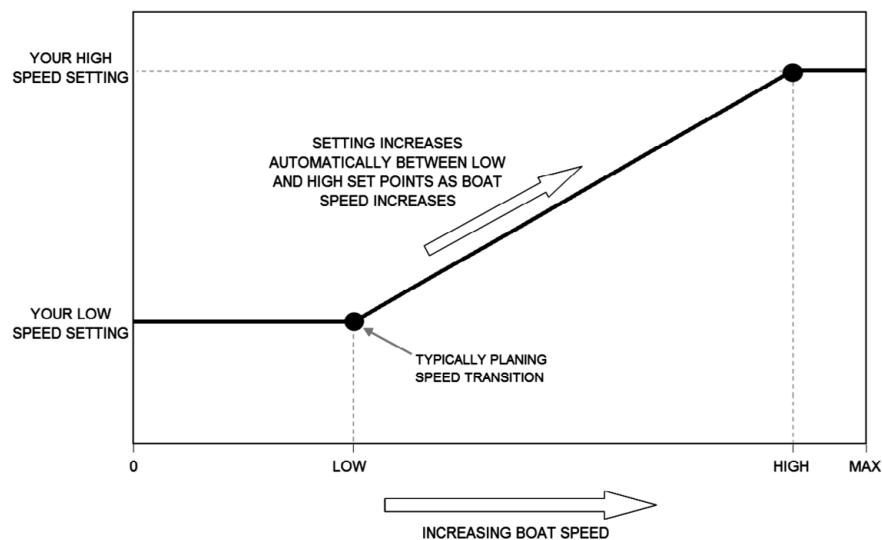 YOUR HIGH
SPEED SETTING
SETTING INCREASES
AUTOMATICALLY BETWEEN LOW
AND HIGH SET POINTS AS BOAT
SPEED INCREASES
YOUR LOW
SPEED SETTING
TYPICALLY PLANING
SPEED TRANSITION
0 LOW HIGH MAX
INCREASING BOAT SPEED